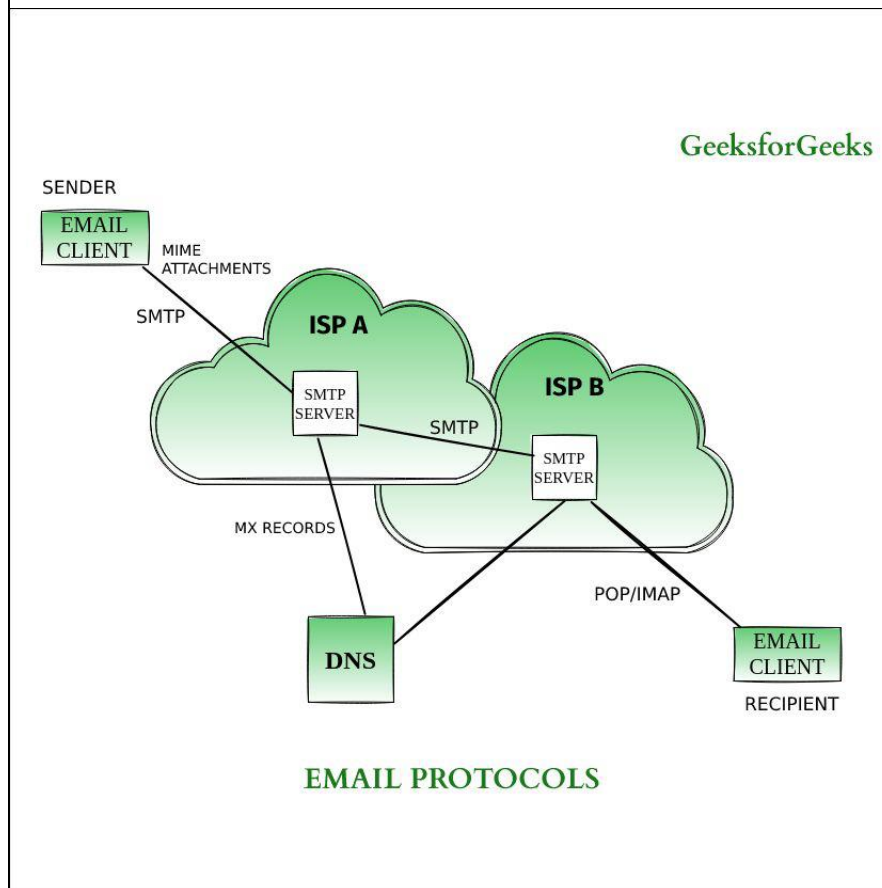 GeeksforGeeks
SENDER
EMAIL
CLIENT
MIME
ATTACHMENTS
SMTP
ISP A
SMTP
SERVER
SMTP
ISP B
SMTP
SERVER
MX RECORDS
POP/IMAP
DNS
EMAIL
CLIENT
RECIPIENT
EMAIL PROTOCOLS